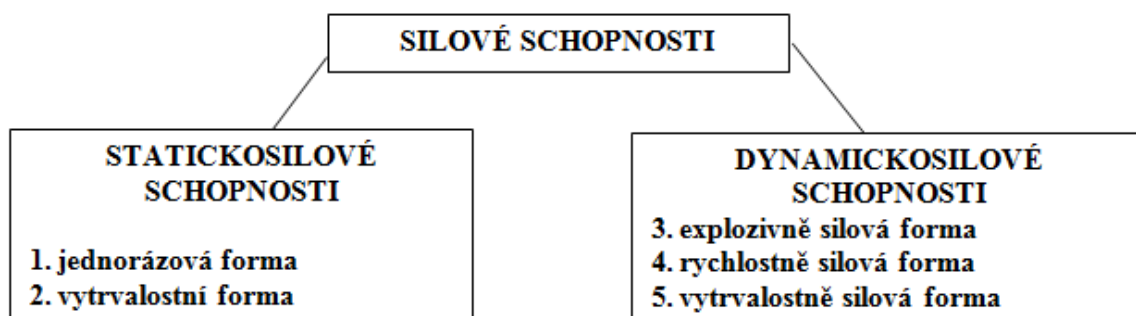 SILOVÉ SCHOPNOSTI
STATICKOSILOVÉ
SCHOPNOSTI
1. jednorázová forma
2. vytrvalostní forma
DYNAMICKOSILOVÉ
SCHOPNOSTI
3. explozivně silová forma
4. rychlostně silová forma
5. vytrvalostně silová forma